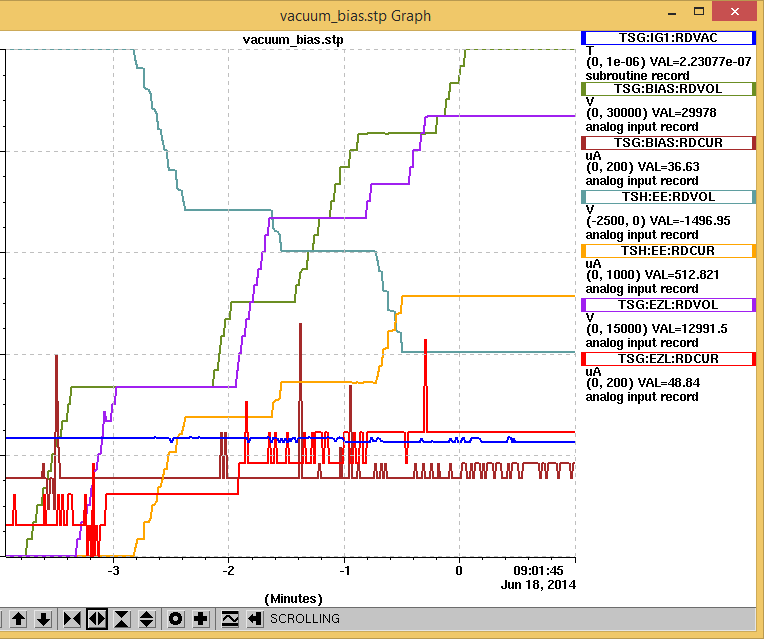 vacuum_bias.stp Graph
vacuum_bias.stp
TSG:IG1:RDVAC
T
(0, 1e-06) VAL=2.23077e-07
subroutine record
TSG:BIAS:RDVOL
V
(0, 30000) VAL=29978
analog input record
TSG:BIAS:RDCUR
uA
(0, 200) VAL=36.63
analog input record
TSH:EE:RDVOL
V
(-2500, 0) VAL=-1496.95
analog input record
TSH:EE:RDCUR
uA
(0, 1000) VAL=512.821
analog input record
TSG:EZL:RDVOL
V
(0, 15000) VAL=12991.5
analog input record
TSG:EZL:RDCUR
uA
(0, 200) VAL=48.84
analog input record
-3 -2 -1 0 09:01:45
Jun 18, 2014
(Minutes)
SCROLLING